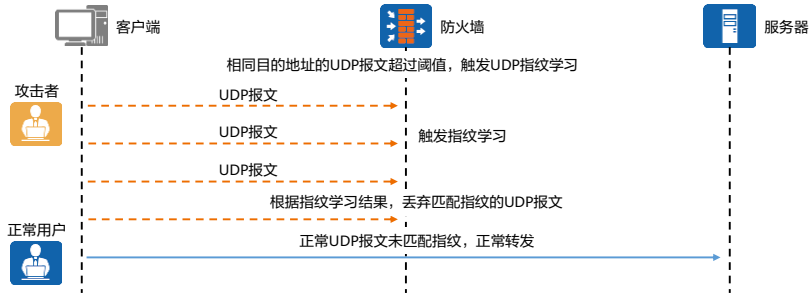 客户端
防火墙
服务器
相同目的地址的UDP报文超过阈值，触发UDP指纹学习
攻击者
UDP报文
UDP报文
触发指纹学习
UDP报文
根据指纹学习结果，丢弃匹配指纹的UDP报文
正常用户
正常UDP报文未匹配指纹，正常转发